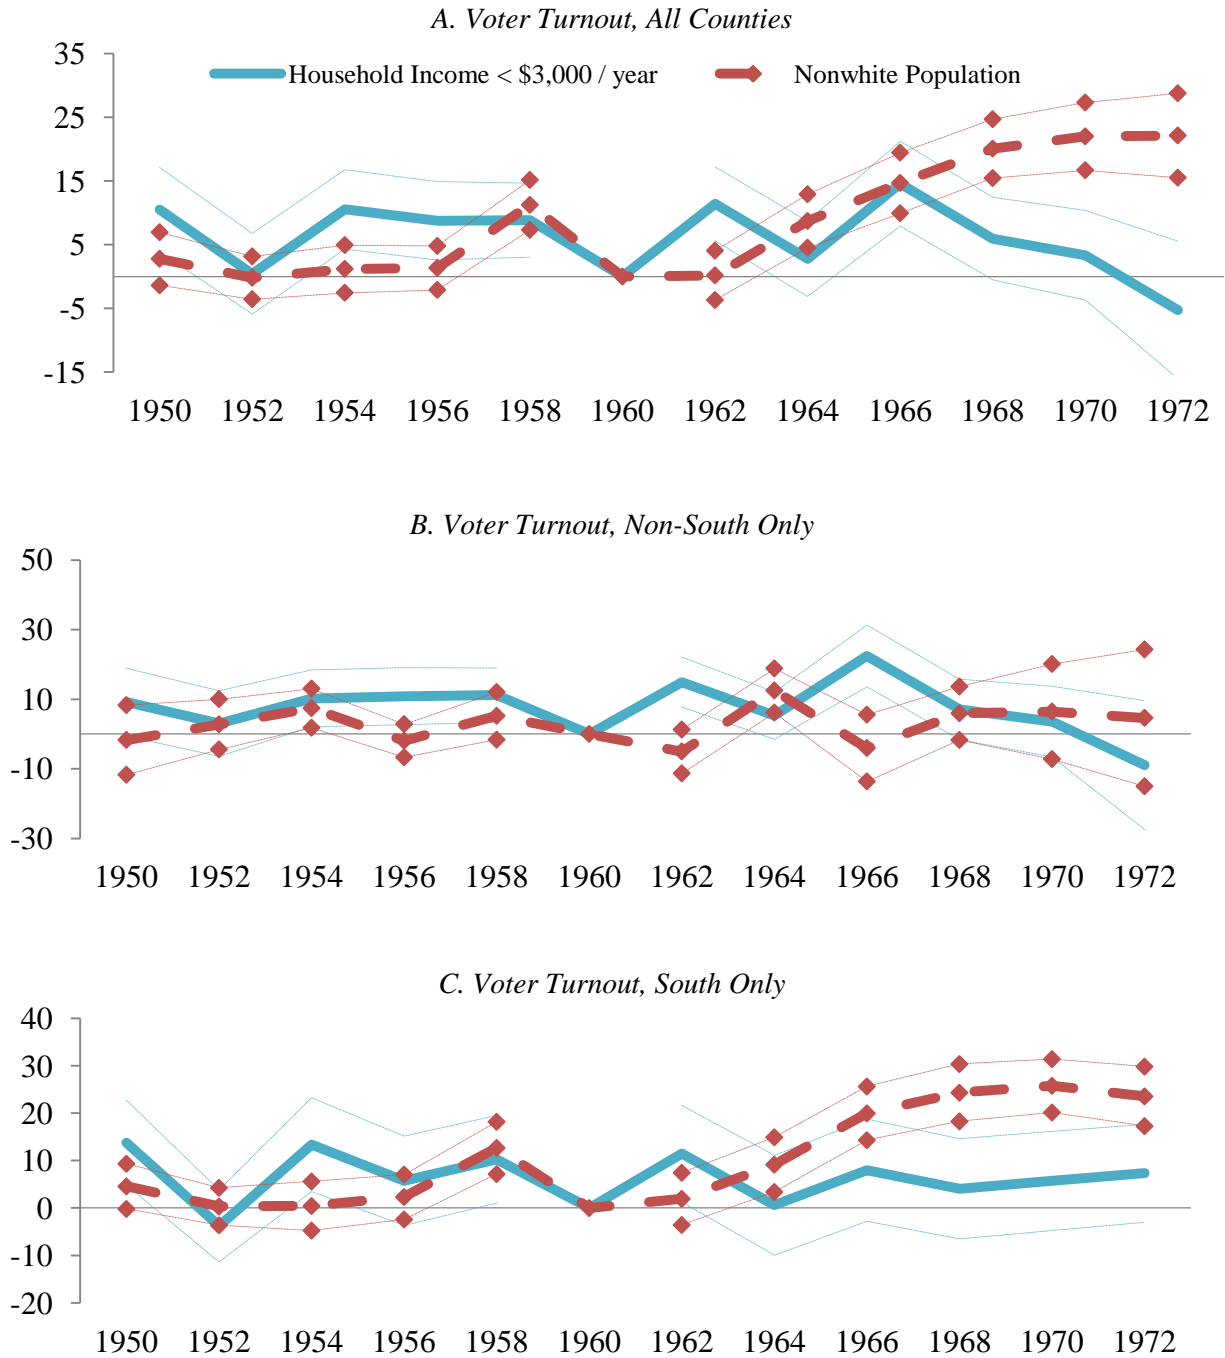 A. Voter Turnout, All Counties
35
Household Income < $3,000 / year
Nonwhite Population
25
15
5
-5
-15
1950 1952 1954 1956 1958 1960 1962 1964 1966 1968 1970 1972
B. Voter Turnout, Non-South Only
50
30
10
-10
-30
1950 1952 1954 1956 1958 1960 1962 1964 1966 1968 1970 1972
C. Voter Turnout, South Only
40
30
20
10
0
-10
-20
1950 1952 1954 1956 1958 1960 1962 1964 1966 1968 1970 1972